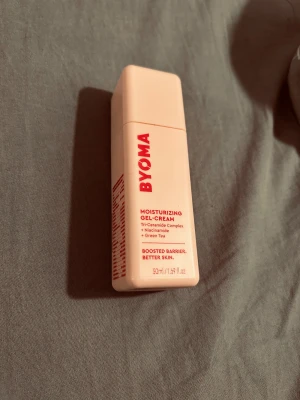 BYOMA
MOISTURIZING
GEL-CREAM
Tri-Ceramide Complex
+ Niacinamide
+ Green Tea
BOOSTED BARRIER.
BETTER SKIN.
50ml / 1.69 fl oz